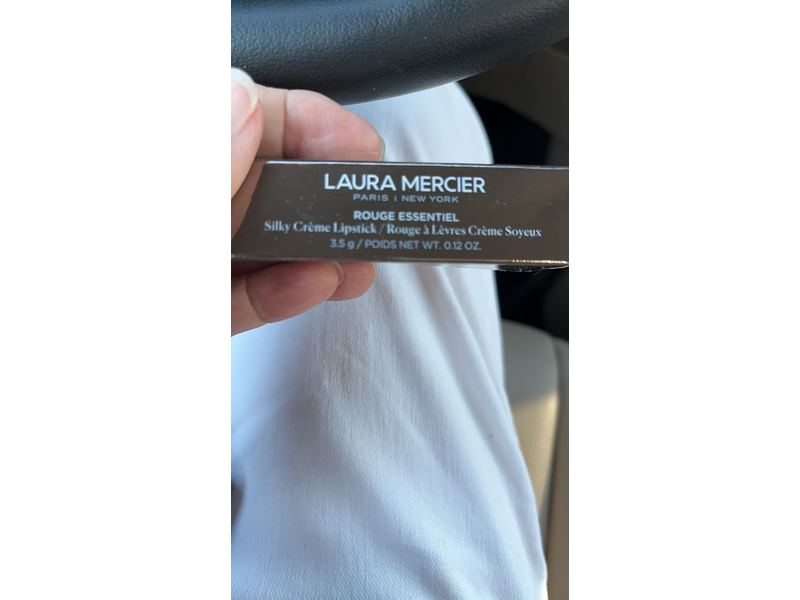 LAURA MERCIER
PARIS | NEW YORK
ROUGE ESSENTIEL
Silky Crème Lipstick / Rouge à Lèvres Crème Soyeux
3.5 g / POIDS NET WT. 0.12 OZ.